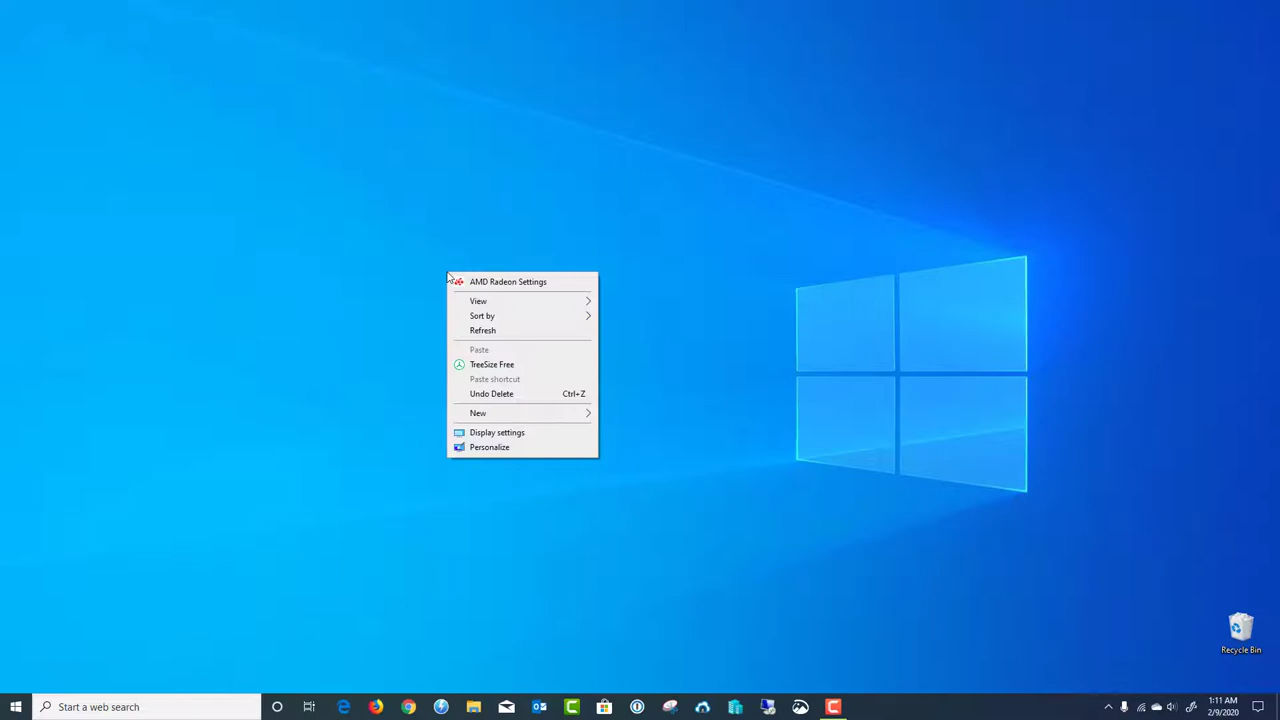 AMD Radeon Settings
View
Sort by
Refresh
Paste
TreeSize Free
Paste shortcut
Undo Delete Ctrl+Z
New
Display settings
Personalize
Recycle Bin
Start a web search
1:11 AM
2/9/2020